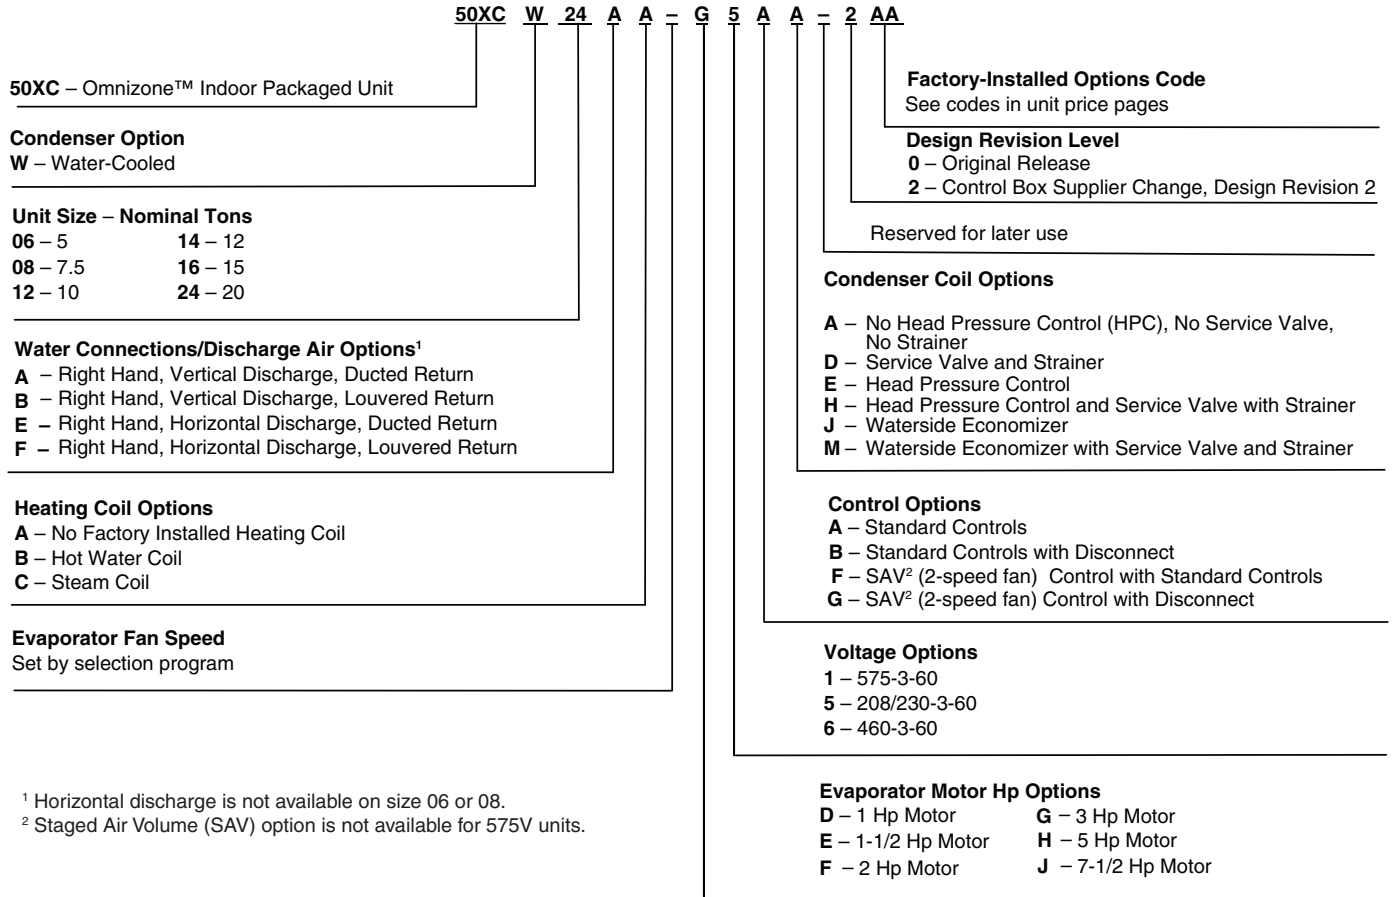 50XC W 24 A A – G 5 A A – 2 AA
50XC – Omnizone™ Indoor Packaged Unit
Condenser Option
W – Water-Cooled
Unit Size – Nominal Tons
06 – 5 14 – 12
08 – 7.5 16 – 15
12 – 10 24 – 20
Water Connections/Discharge Air Options¹
A – Right Hand, Vertical Discharge, Ducted Return
B – Right Hand, Vertical Discharge, Louvered Return
E – Right Hand, Horizontal Discharge, Ducted Return
F – Right Hand, Horizontal Discharge, Louvered Return
Heating Coil Options
A – No Factory Installed Heating Coil
B – Hot Water Coil
C – Steam Coil
Evaporator Fan Speed
Set by selection program
¹ Horizontal discharge is not available on size 06 or 08.
² Staged Air Volume (SAV) option is not available for 575V units.
Factory-Installed Options Code
See codes in unit price pages
Design Revision Level
0 – Original Release
2 – Control Box Supplier Change, Design Revision 2
Reserved for later use
Condenser Coil Options
A – No Head Pressure Control (HPC), No Service Valve,
No Strainer
D – Service Valve and Strainer
E – Head Pressure Control
H – Head Pressure Control and Service Valve with Strainer
J – Waterside Economizer
M – Waterside Economizer with Service Valve and Strainer
Control Options
A – Standard Controls
B – Standard Controls with Disconnect
F – SAV² (2-speed fan) Control with Standard Controls
G – SAV² (2-speed fan) Control with Disconnect
Voltage Options
1 – 575-3-60
5 – 208/230-3-60
6 – 460-3-60
Evaporator Motor Hp Options
D – 1 Hp Motor G – 3 Hp Motor
E – 1-1/2 Hp Motor H – 5 Hp Motor
F – 2 Hp Motor J – 7-1/2 Hp Motor